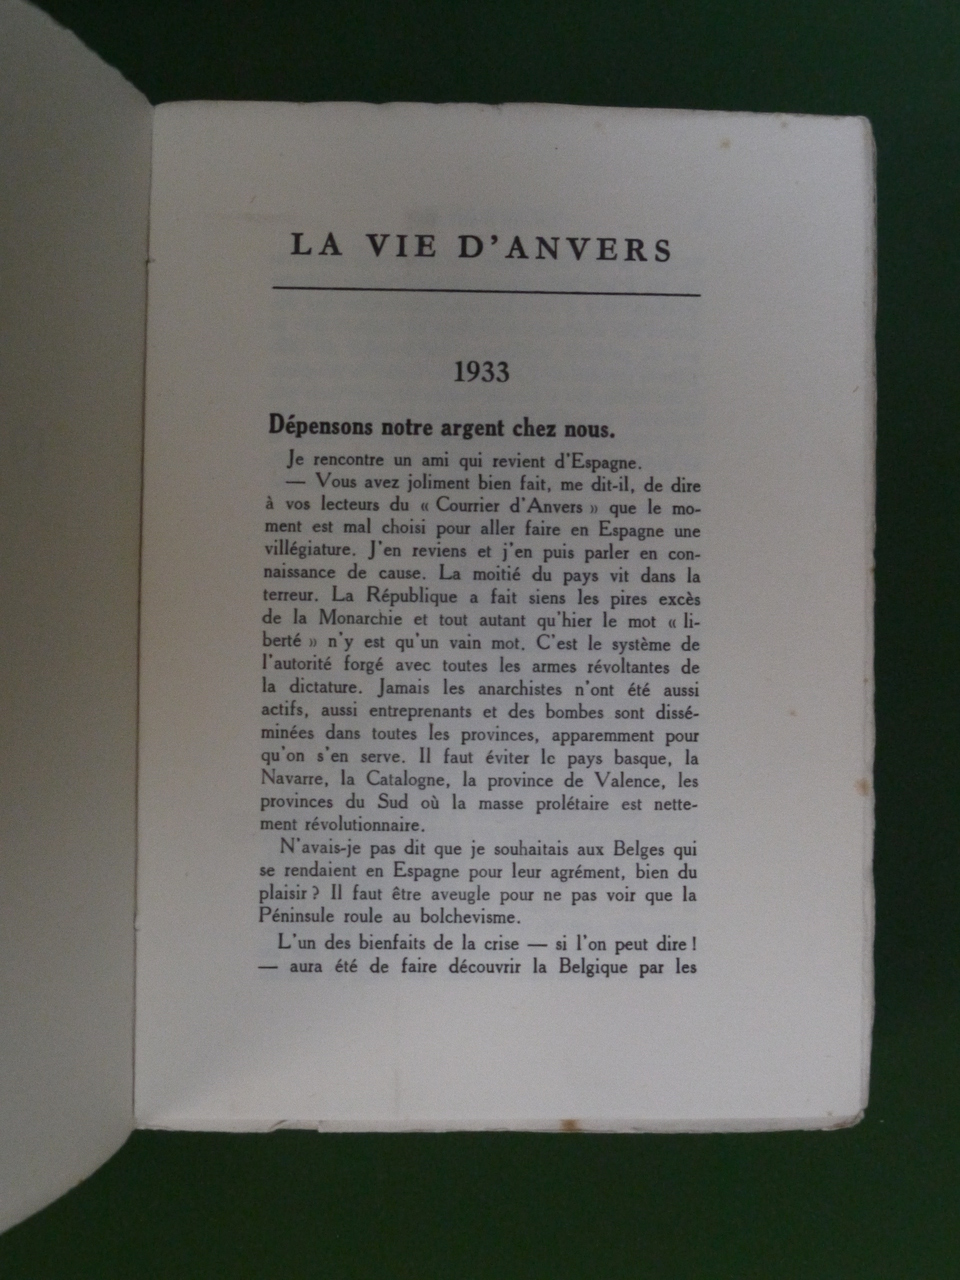 LA VIE D'ANVERS
1933
Dépensons notre argent chez nous.
Je rencontre un ami qui revient d'Espagne.
— Vous avez joliment bien fait, me dit-il, de dire
à vos lecteurs du « Courrier d'Anvers » que le mo-
ment est mal choisi pour aller faire en Espagne une
villégiature. J'en reviens et j'en puis parler en con-
naissance de cause. La moitié du pays vit dans la
terreur. La République a fait siens les pires excès
de la Monarchie et tout autant qu'hier le mot « li-
berté » n'y est qu'un vain mot. C'est le système de
l'autorité forgé avec toutes les armes révoltantes de
la dictature. Jamais les anarchistes n'ont été aussi
actifs, aussi entreprenants et des bombes sont dissé-
minées dans toutes les provinces, apparemment pour
qu'on s'en serve. Il faut éviter le pays basque, la
Navarre, la Catalogne, la province de Valence, les
provinces du Sud où la masse prolétaire est nette-
ment révolutionnaire.
N'avais-je pas dit que je souhaitais aux Belges qui
se rendaient en Espagne pour leur agrément, bien du
plaisir ? Il faut être aveugle pour ne pas voir que la
Péninsule roule au bolchevisme.
L'un des bienfaits de la crise — si l'on peut dire !
— aura été de faire découvrir la Belgique par les